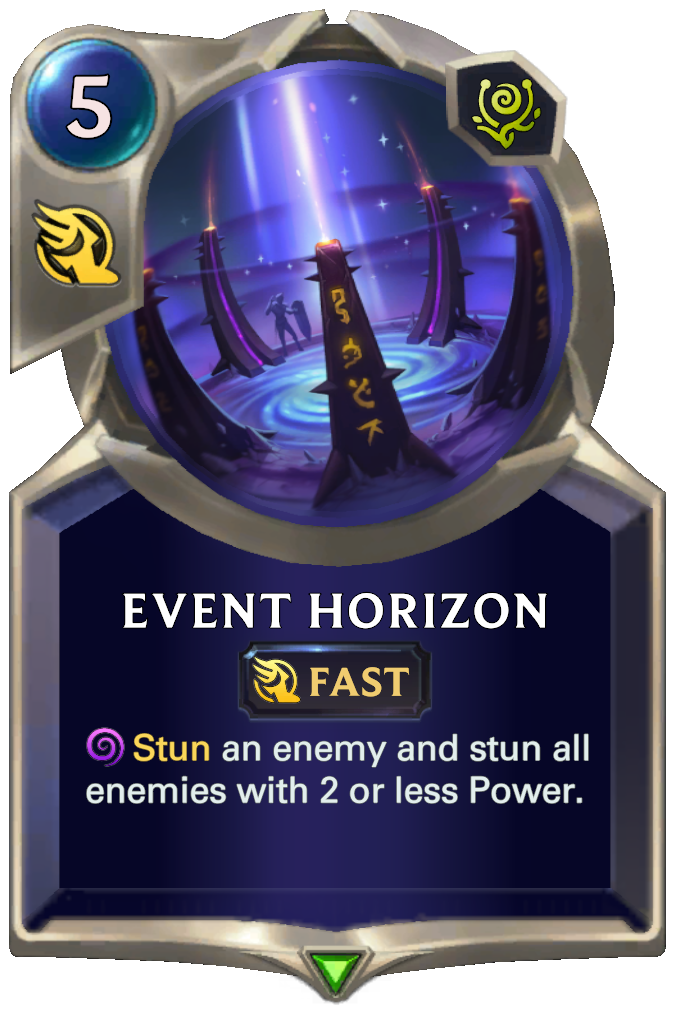 5
EVENT HORIZON
FAST
Stun an enemy and stun all
enemies with 2 or less Power.